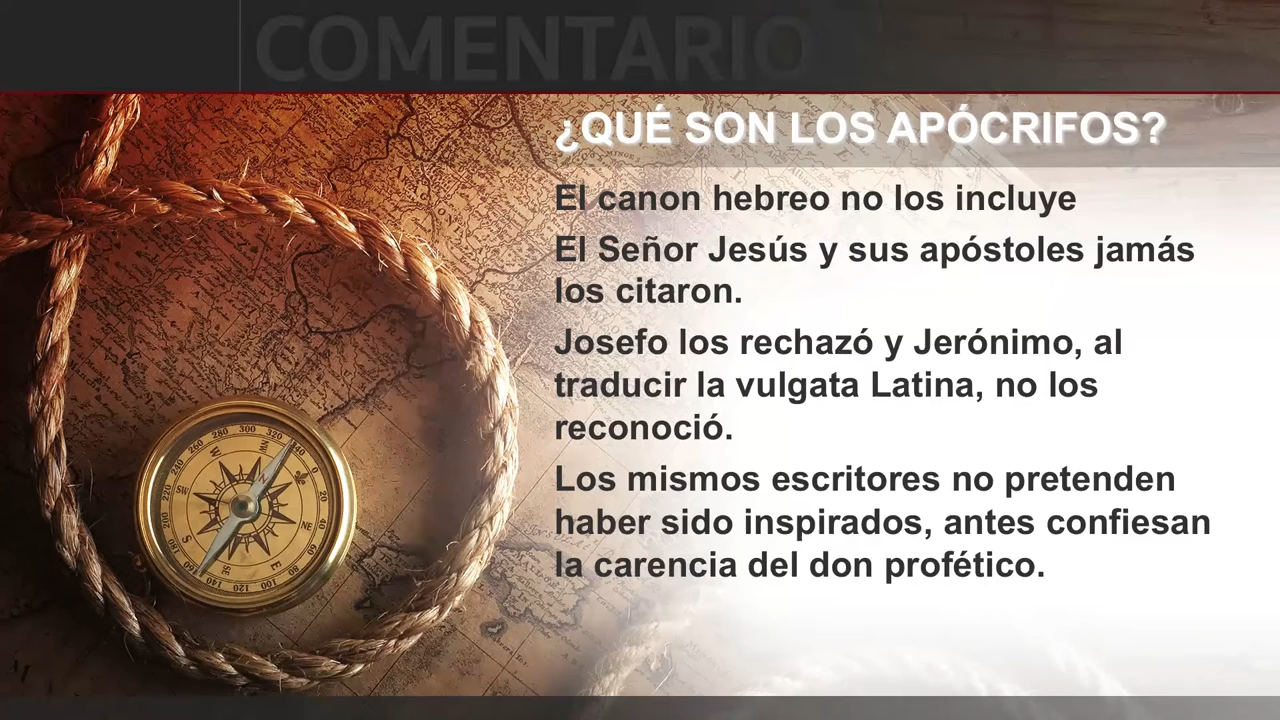 COMENTARIO
¿QUÉ SON LOS APÓCRIFOS?
El canon hebreo no los incluye
El Señor Jesús y sus apóstoles jamás
los citaron.
Josefo los rechazó y Jerónimo, al
traducir la vulgata Latina, no los
reconoció.
Los mismos escritores no pretenden
haber sido inspirados, antes confiesan
la carencia del don profético.